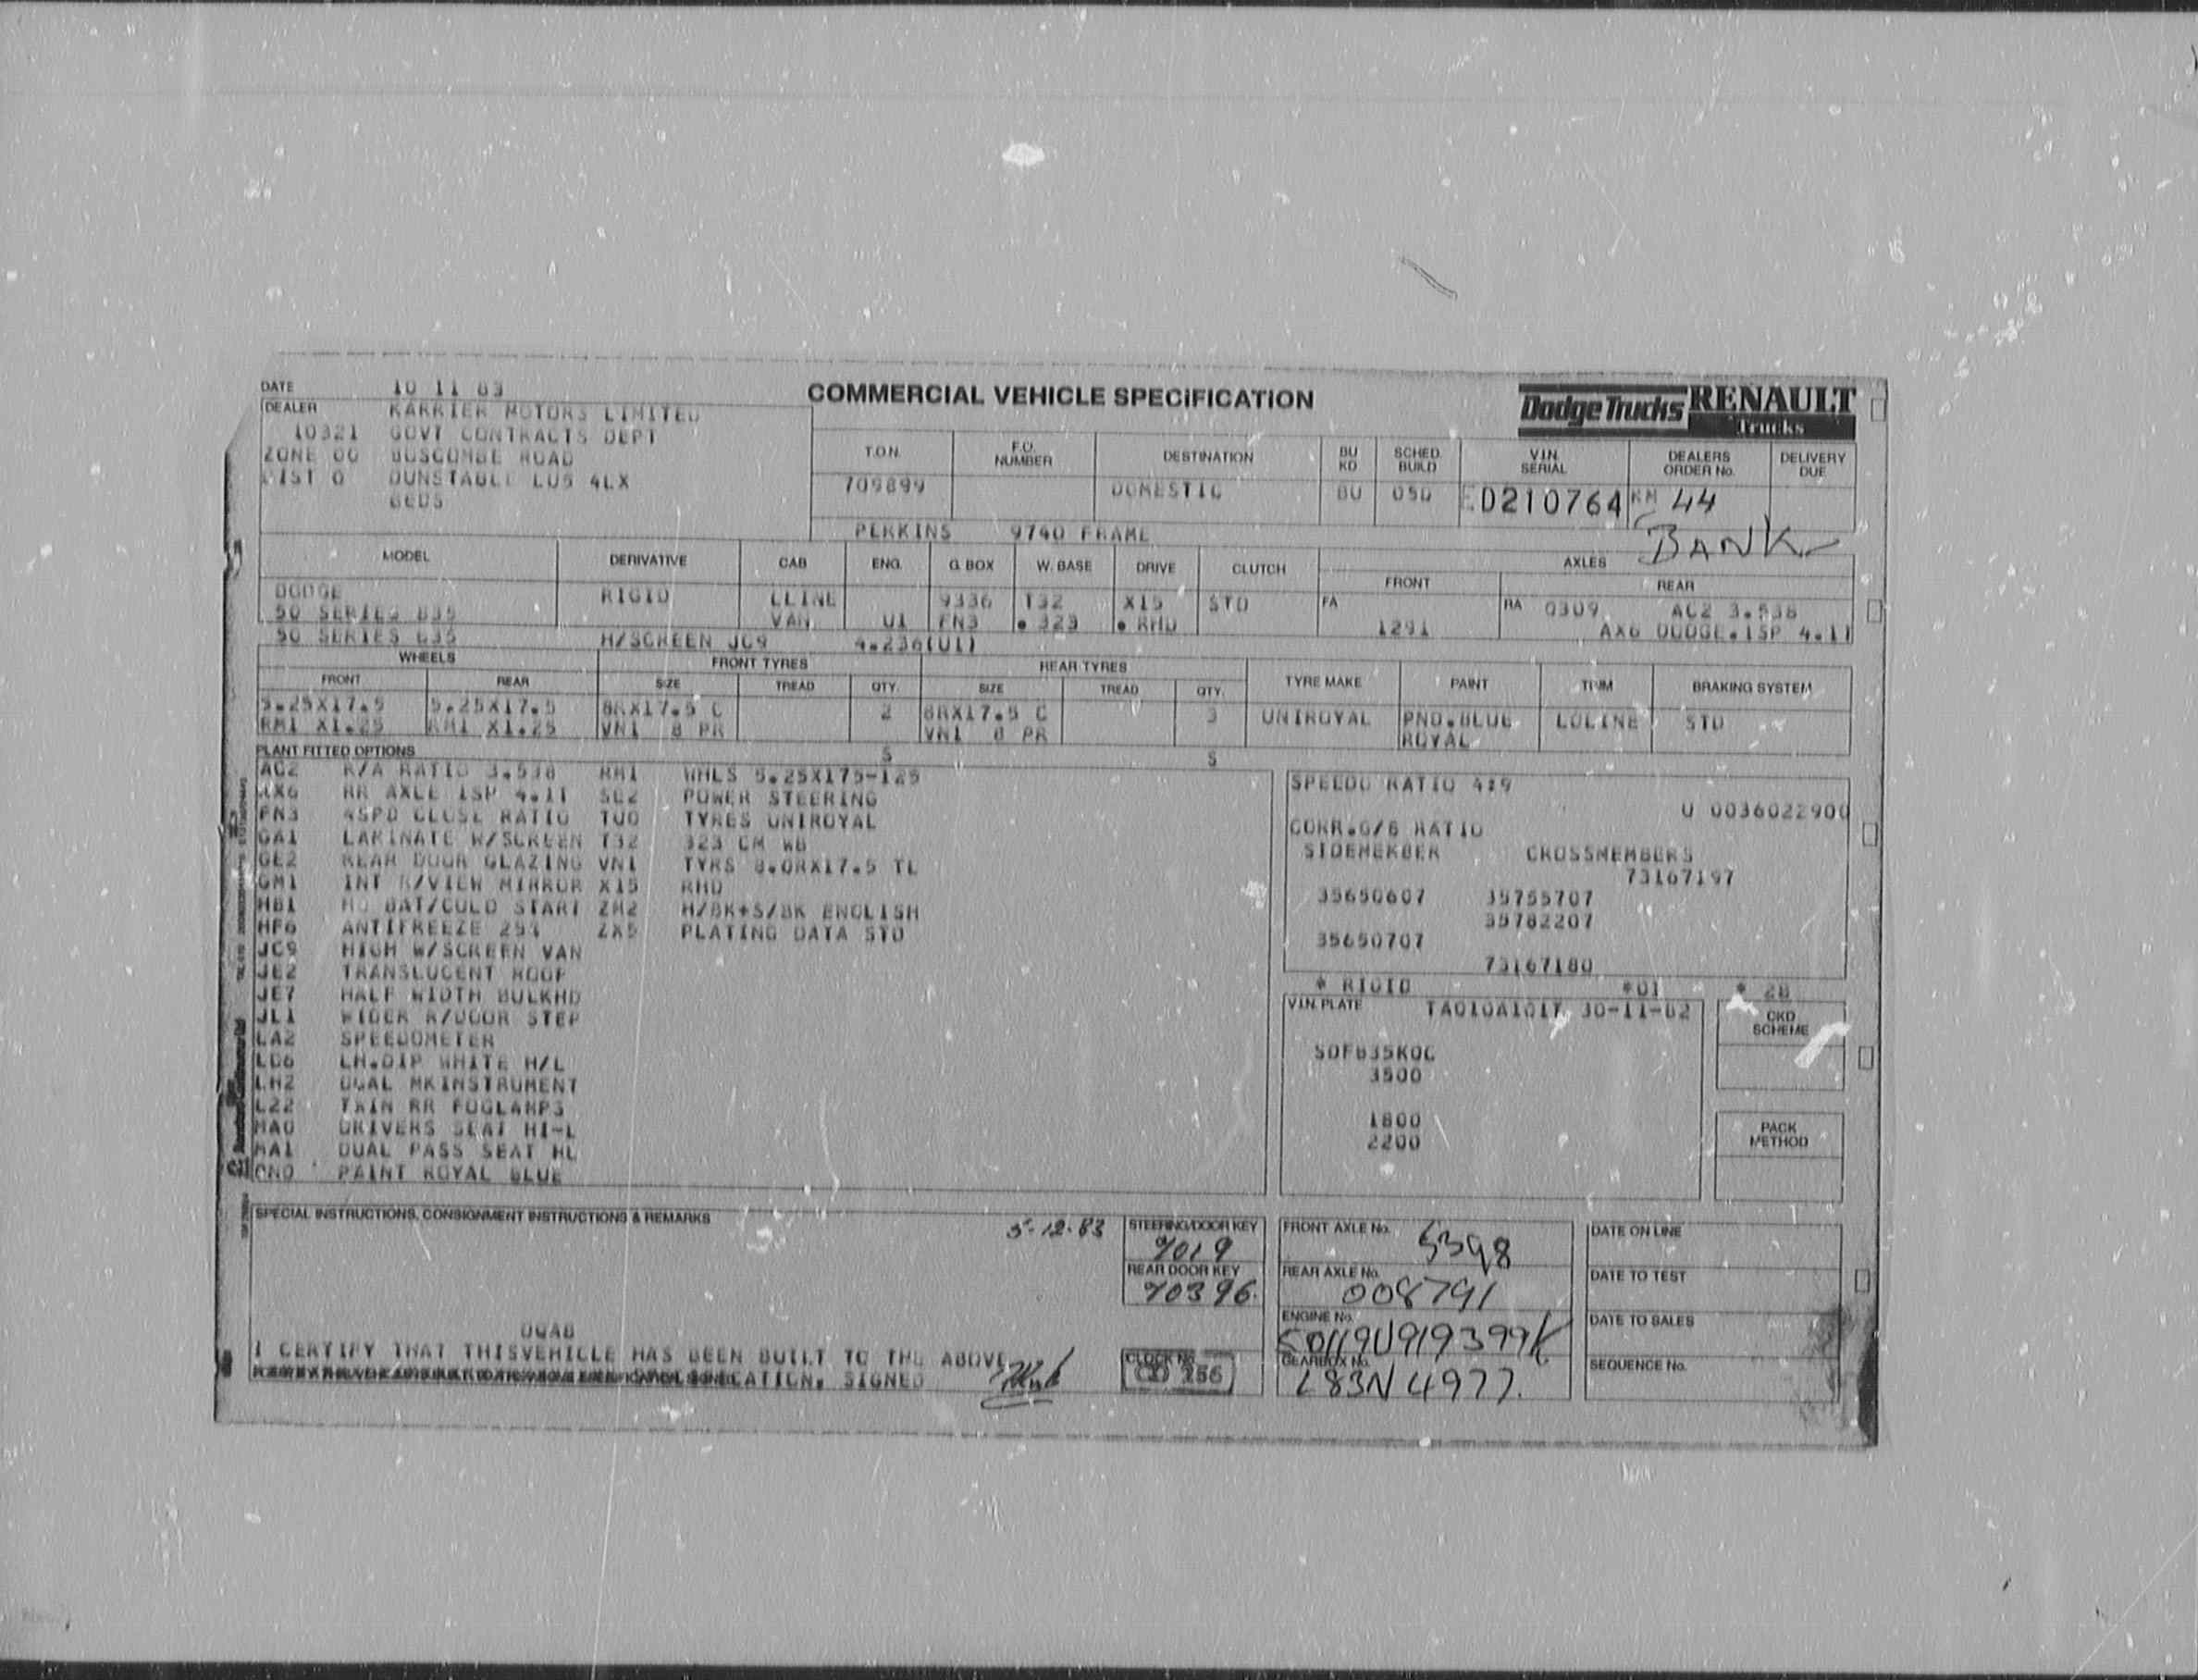 DATE 10 11 83
COMMERCIAL VEHICLE SPECIFICATION
Dodge Trucks RENAULT Trucks
DEALER KARRIER MOTORS LIMITED
10321 GOVT CONTRACTS DEPT
ZONE 00 BOSCOMBE ROAD
DIST 0 DUNSTABLE LU5 4LX
BEDS
T.O.N. F.O. NUMBER DESTINATION BU KD SCHED. BUILD V.I.N. SERIAL DEALERS ORDER No. DELIVERY DUE
709899 DOMESTIC BU 05D ED210764 44
BANK
PERKINS 9740 FRAME
MODEL DERIVATIVE CAB ENG. G. BOX W. BASE DRIVE CLUTCH AXLES
FRONT REAR
DODGE RIGID LLINE 9336 T32 X15 STD FA RA 0309 AC2 3.538
50 SERIES B35 VAN U1 FN3 • 323 • RHD 1291 AX6 DODGE.1SP 4.11
50 SERIES B35 H/SCREEN JC9 4.236(U1)
WHEELS FRONT TYRES REAR TYRES TYRE MAKE PAINT TRIM BRAKING SYSTEM
FRONT REAR SIZE TREAD QTY. SIZE TREAD QTY.
5.25X17.5 5.25X17.5 8RX17.5 C 2 8RX17.5 C 3 UNIROYAL PNO.BLUE LOLINE STD
RM1 X1.25 RM1 X1.25 VN1 8 PR VN1 8 PR ROYAL
PLANT FITTED OPTIONS S S
AC2 R/A RATIO 3.538 RM1 WHLS 5.25X175-125
AX6 RR AXLE 1SP 4.11 SE2 POWER STEERING
FN3 4SPD CLOSE RATIO TU0 TYRES UNIROYAL
GA1 LAMINATE W/SCREEN T32 323 CM WB
GE2 REAR DOOR GLAZING VN1 TYRS 8.0RX17.5 TL
GM1 INT R/VIEW MIRROR X15 RHD
HB1 HD BAT/COLD START ZM2 H/BK+S/BK ENGLISH
HF6 ANTIFREEZE 25% ZX5 PLATING DATA STD
JC9 HIGH W/SCREEN VAN
JE2 TRANSLUCENT ROOF
JE7 HALF WIDTH BULKHD
JL1 WIDER R/DOOR STEP
LA2 SPEEDOMETER
LD6 LH.DIP WHITE H/L
LH2 DUAL MKINSTRUMENT
LZ2 TWIN RR FOGLAMPS
MA0 DRIVERS SEAT HI-L
MA1 DUAL PASS SEAT HL
PNO PAINT ROYAL BLUE
SPEEDO RATIO 4:9
U 0036022900
CORR.G/B RATIO
SIDEMEMBER CROSSMEMBERS
73167197
35650607 35765707
35782207
35650707
73167180
* RIGID *01 * 28
V.I.N. PLATE TA010A101T 30-11-82
SDFB35K0C
3500
1800
2200
CKD SCHEME
PACK METHOD
SPECIAL INSTRUCTIONS, CONSIGNMENT INSTRUCTIONS & REMARKS
5-12-83
STEERING/DOOR KEY
9019
REAR DOOR KEY
90396
FRONT AXLE No. 5398
REAR AXLE No. 008791
ENGINE No.
50119U919399K
GEARBOX No.
L83N 4977.
DATE ON LINE
DATE TO TEST
DATE TO SALES
SEQUENCE No.
I CERTIFY THAT THISVEHICLE HAS BEEN BUILT TO THE ABOVE
SIGNED
CLOCK No.
256